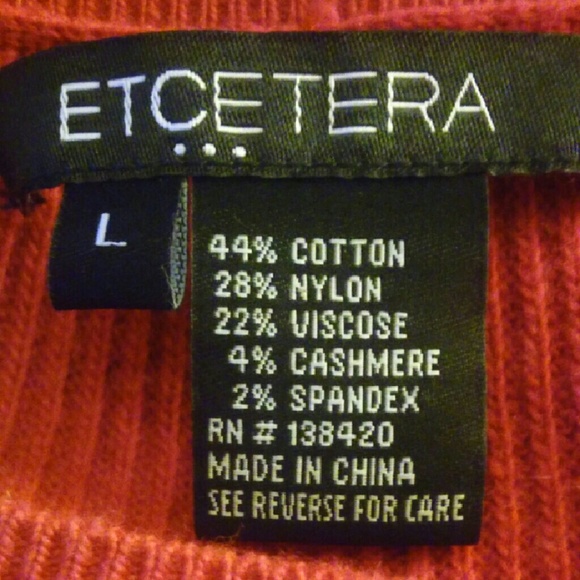 ETCETERA
...
L
44% COTTON
28% NYLON
22% VISCOSE
4% CASHMERE
2% SPANDEX
RN # 138420
MADE IN CHINA
SEE REVERSE FOR CARE